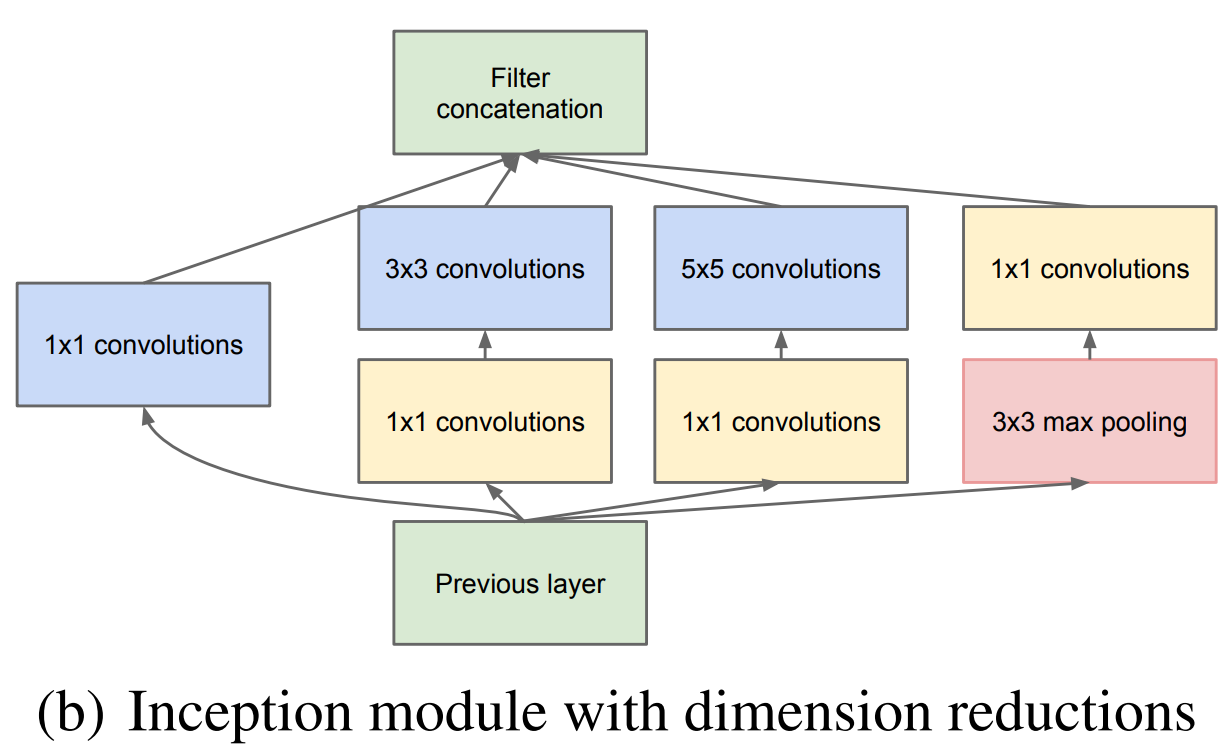 Filter
concatenation
3x3 convolutions
5x5 convolutions
1x1 convolutions
1x1 convolutions
1x1 convolutions
1x1 convolutions
3x3 max pooling
Previous layer
(b) Inception module with dimension reductions